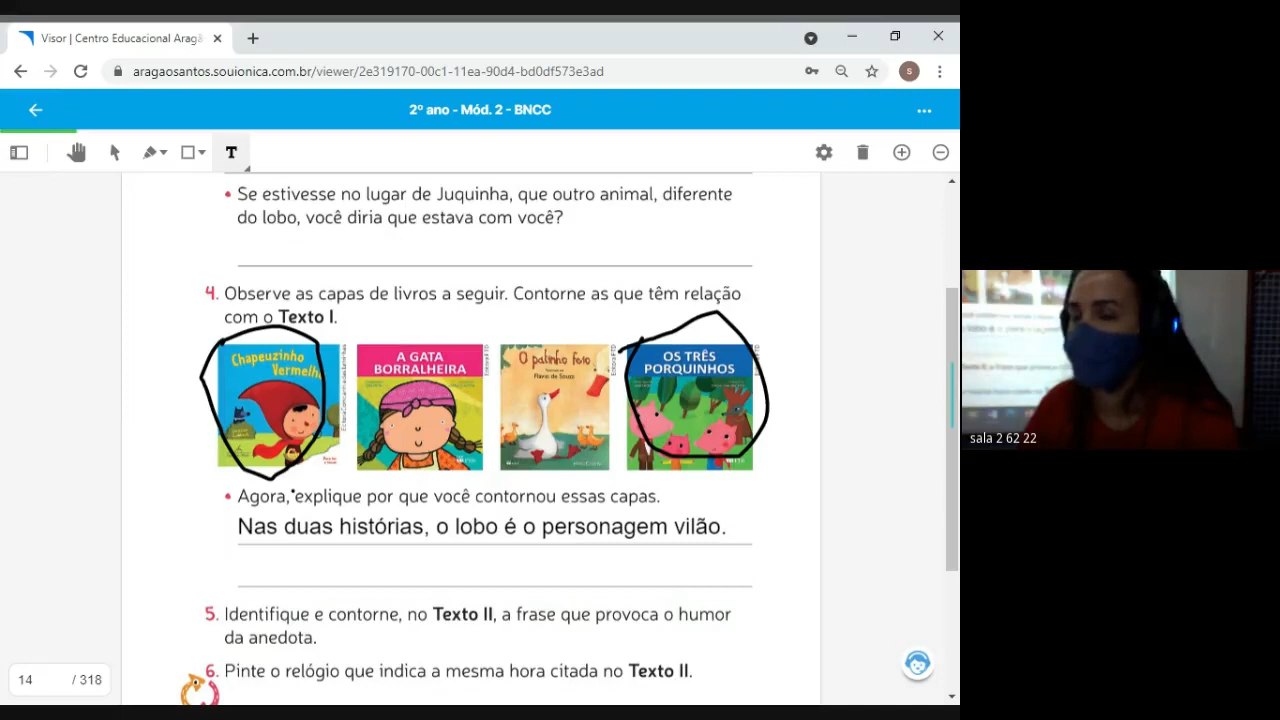 Visor | Centro Educacional Aragã
aragaosantos.souionica.com.br/viewer/2e319170-00c1-11ea-90d4-bd0df573e3ad
S
2º ano - Mód. 2 - BNCC
T
• Se estivesse no lugar de Juquinha, que outro animal, diferente
do lobo, você diria que estava com você?
4. Observe as capas de livros a seguir. Contorne as que têm relação
com o Texto I.
Chapeuzinho
Vermelh
A GATA
BORRALHEIRA
O patinho feio
Flavio de Souza
OS TRÊS
PORQUINHOS
• Agora, explique por que você contornou essas capas.
Nas duas histórias, o lobo é o personagem vilão.
5. Identifique e contorne, no Texto II, a frase que provoca o humor
da anedota.
6. Pinte o relógio que indica a mesma hora citada no Texto II.
14 / 318
sala 2 62 22